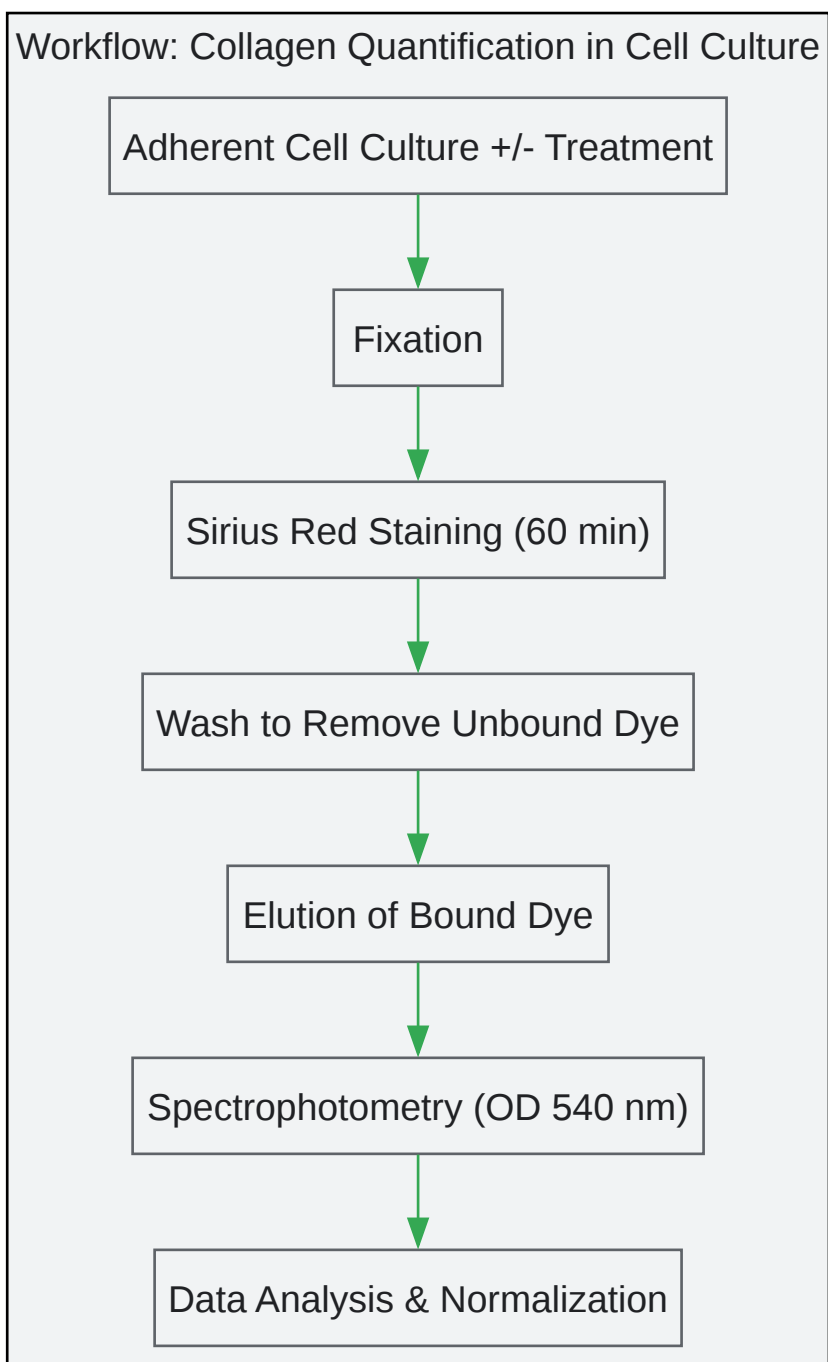 Workflow: Collagen Quantification in Cell Culture
Adherent Cell Culture +/- Treatment
Fixation
Sirius Red Staining (60 min)
Wash to Remove Unbound Dye
Elution of Bound Dye
Spectrophotometry (OD 540 nm)
Data Analysis & Normalization